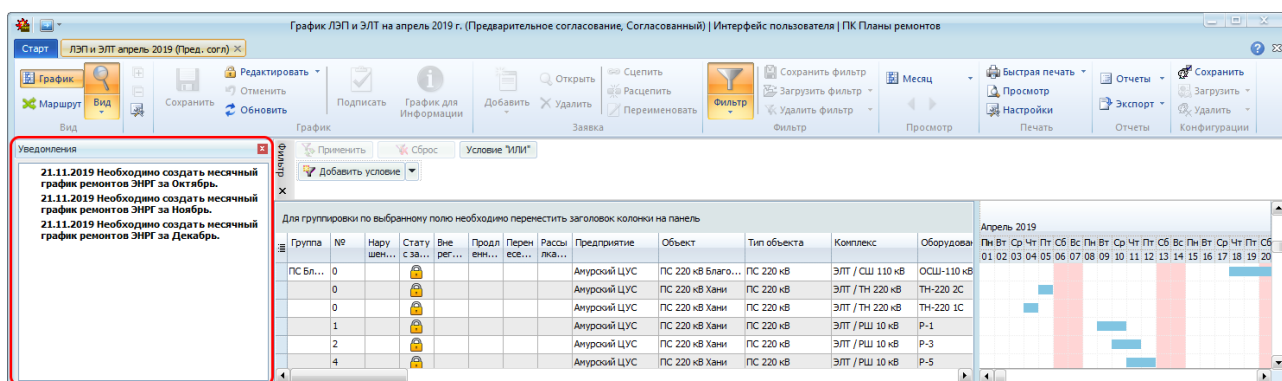 График ЛЭП и ЭЛТ на апрель 2019 г. (Предварительное согласование, Согласованный) | Интерфейс пользователя | ПК Планы ремонтов
Старт ЛЭП и ЭЛТ апрель 2019 (Пред. согл)
График
Маршрут
Вид
Вид
Сохранить
Редактировать
Отменить
Обновить
Подписать
График для
Информации
График
Добавить
Открыть
Удалить
Сцепить
Расцепить
Переименовать
Заявка
Фильтр
Сохранить фильтр
Загрузить фильтр
Удалить фильтр
Фильтр
Месяц
Просмотр
Быстрая печать
Просмотр
Настройки
Печать
Отчеты
Экспорт
Отчеты
Сохранить
Загрузить
Удалить
Конфигурации
Уведомления
21.11.2019 Необходимо создать месячный
график ремонтов ЭНРГ за Октябрь.
21.11.2019 Необходимо создать месячный
график ремонтов ЭНРГ за Ноябрь.
21.11.2019 Необходимо создать месячный
график ремонтов ЭНРГ за Декабрь.
Фильтр
Применить Сброс Условие "ИЛИ"
Добавить условие
Для группировки по выбранному полю необходимо переместить заголовок колонки на панель
Группа № Нару шен... Стату с за... Вне рег... Продл енн... Перен есе... Рассы лка... Предприятие Объект Тип объекта Комплекс Оборудован
ПС Бл... 0 Амурский ЦУС ПС 220 кВ Благо... ПС 220 кВ ЭЛТ / СШ 110 кВ ОСШ-110 кВ
0 Амурский ЦУС ПС 220 кВ Хани ПС 220 кВ ЭЛТ / ТН 220 кВ ТН-220 2С
0 Амурский ЦУС ПС 220 кВ Хани ПС 220 кВ ЭЛТ / ТН 220 кВ ТН-220 1С
1 Амурский ЦУС ПС 220 кВ Хани ПС 220 кВ ЭЛТ / РШ 10 кВ Р-1
2 Амурский ЦУС ПС 220 кВ Хани ПС 220 кВ ЭЛТ / РШ 10 кВ Р-3
4 Амурский ЦУС ПС 220 кВ Хани ПС 220 кВ ЭЛТ / РШ 10 кВ Р-5
Апрель 2019
Пн Вт Ср Чт Пт Сб Вс Пн Вт Ср Чт Пт Сб Вс Пн Вт Ср Чт Пт Сб
01 02 03 04 05 06 07 08 09 10 11 12 13 14 15 16 17 18 19 20